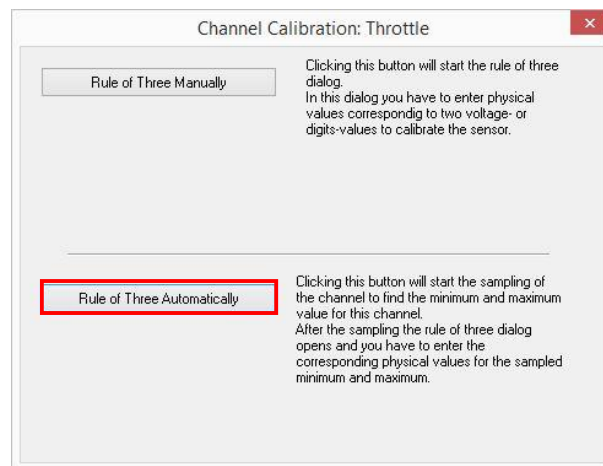 Channel Calibration: Throttle
Rule of Three Manually
Clicking this button will start the rule of three
dialog.
In this dialog you have to enter physical
values correspondig to two voltage- or
digits-values to calibrate the sensor.
Rule of Three Automatically
Clicking this button will start the sampling of
the channel to find the minimum and maximum
value for this channel.
After the sampling the rule of three dialog
opens and you have to enter the
corresponding physical values for the sampled
minimum and maximum.